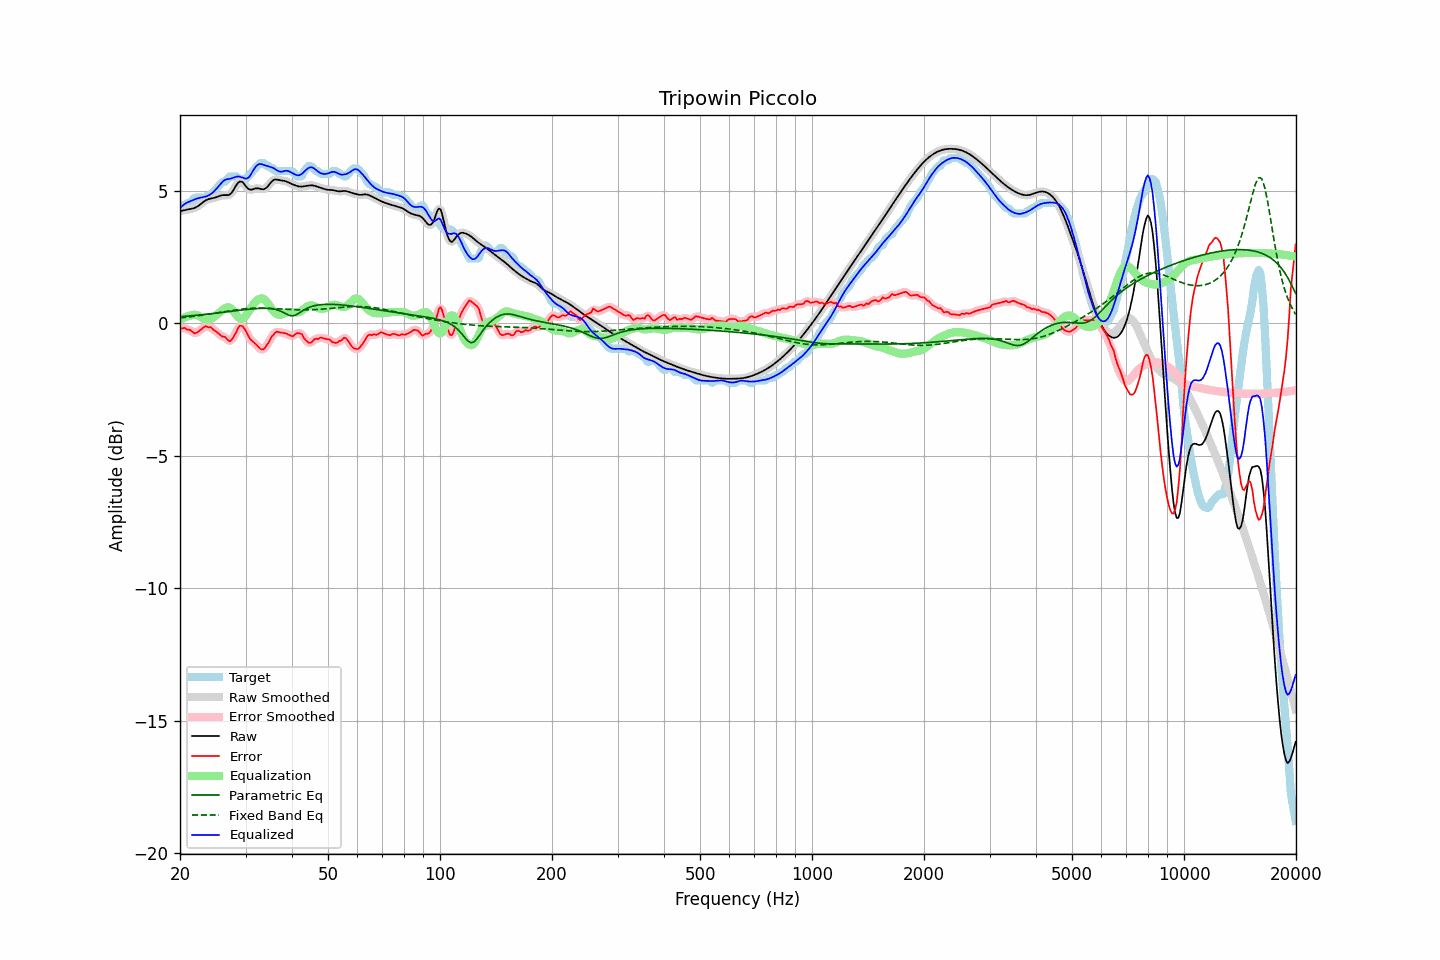 Tripowin Piccolo
Amplitude (dBr)
5
0
−5
−10
−15
−20
Target
Raw Smoothed
Error Smoothed
Raw
Error
Equalization
Parametric Eq
Fixed Band Eq
Equalized
20 50 100 200 500 1000 2000 5000 10000 20000
Frequency (Hz)